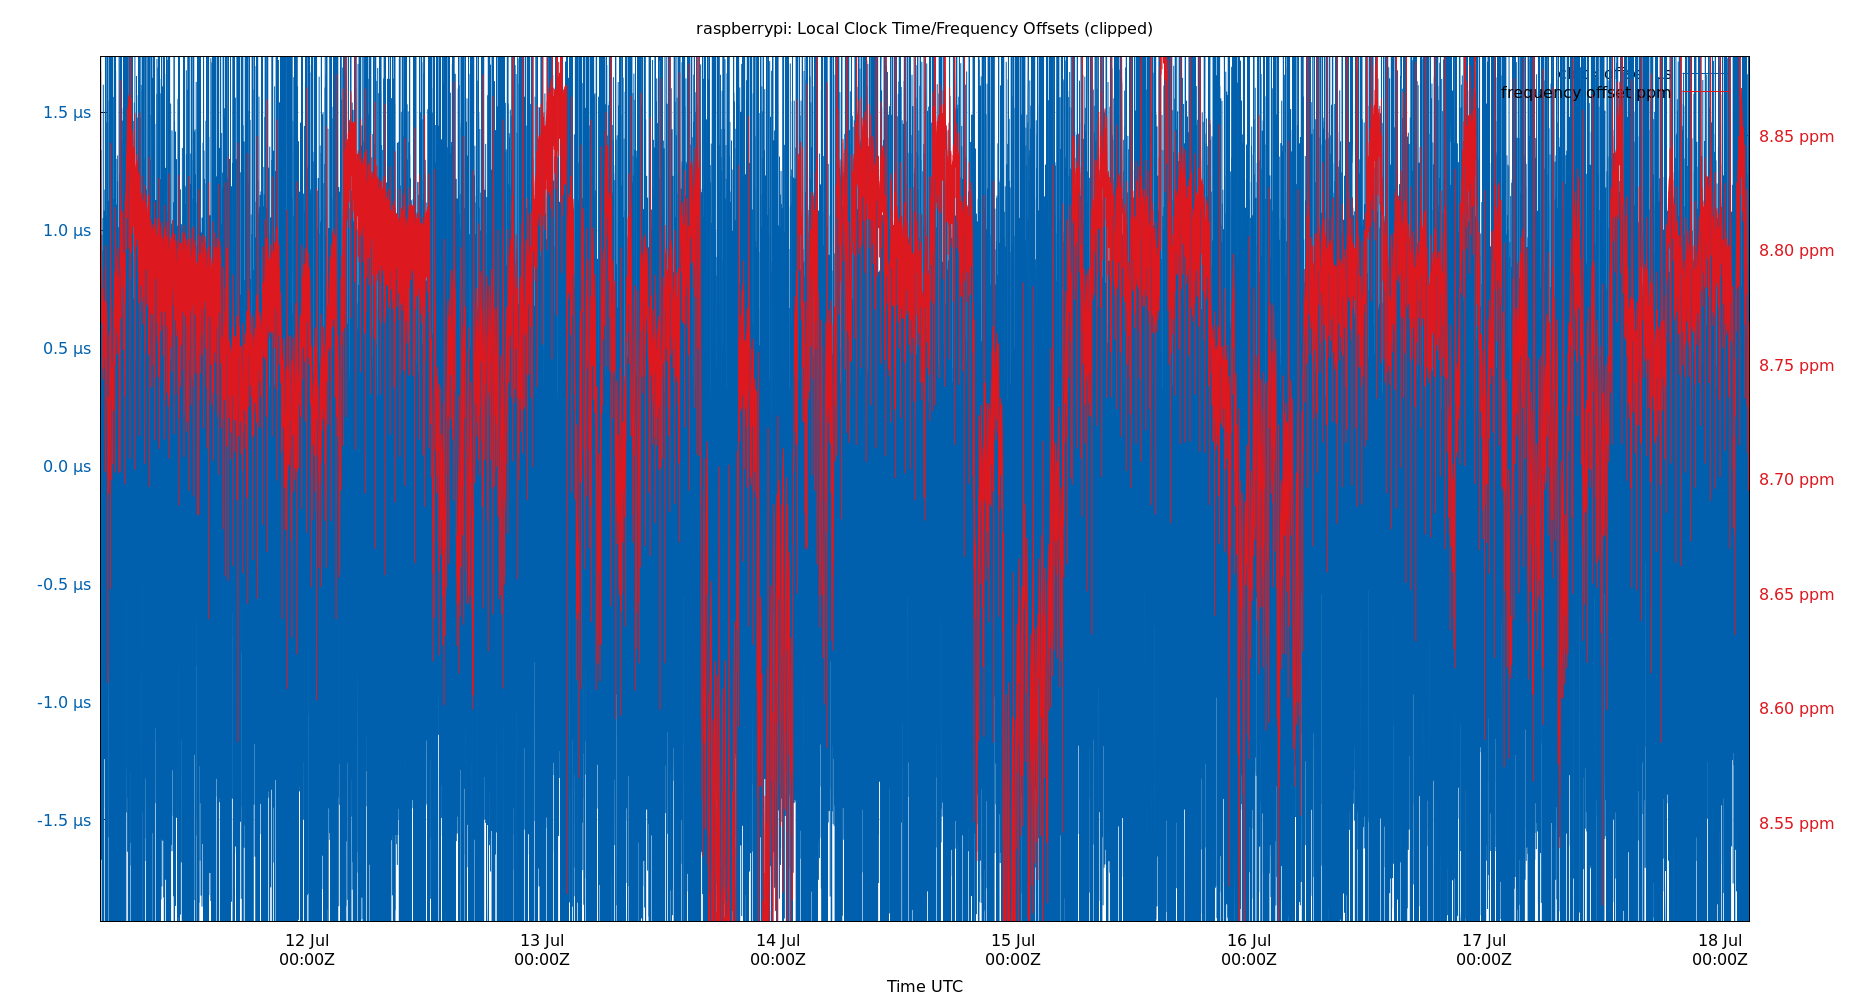 raspberrypi: Local Clock Time/Frequency Offsets (clipped)
frequency offset ppm
1.5 μs
1.0 μs
0.5 μs
0.0 μs
-0.5 μs
-1.0 μs
-1.5 μs
8.85 ppm
8.80 ppm
8.75 ppm
8.70 ppm
8.65 ppm
8.60 ppm
8.55 ppm
12 Jul 13 Jul 14 Jul 15 Jul 16 Jul 17 Jul 18 Jul
00:00Z 00:00Z 00:00Z 00:00Z 00:00Z 00:00Z 00:00Z
Time UTC